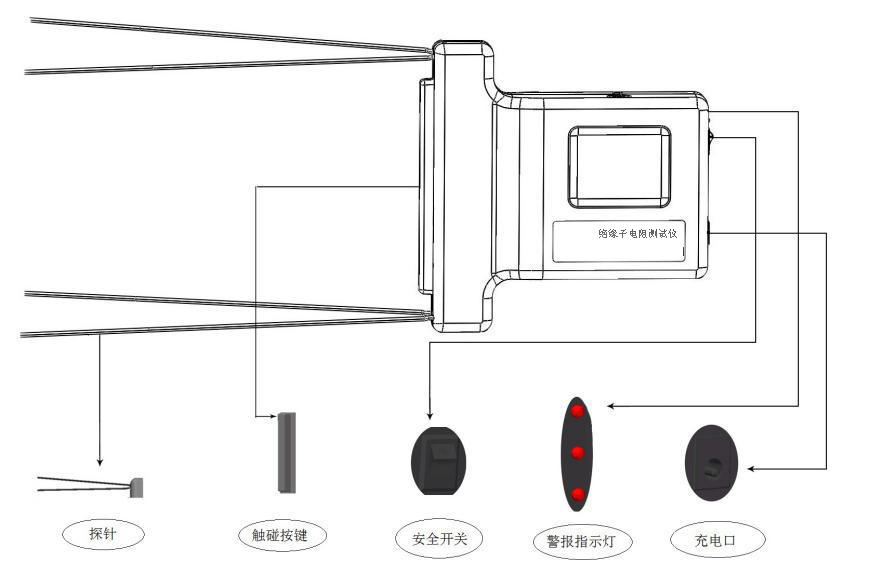 绝缘子电阻测试仪
探针
触碰按键
安全开关
警报指示灯
充电口